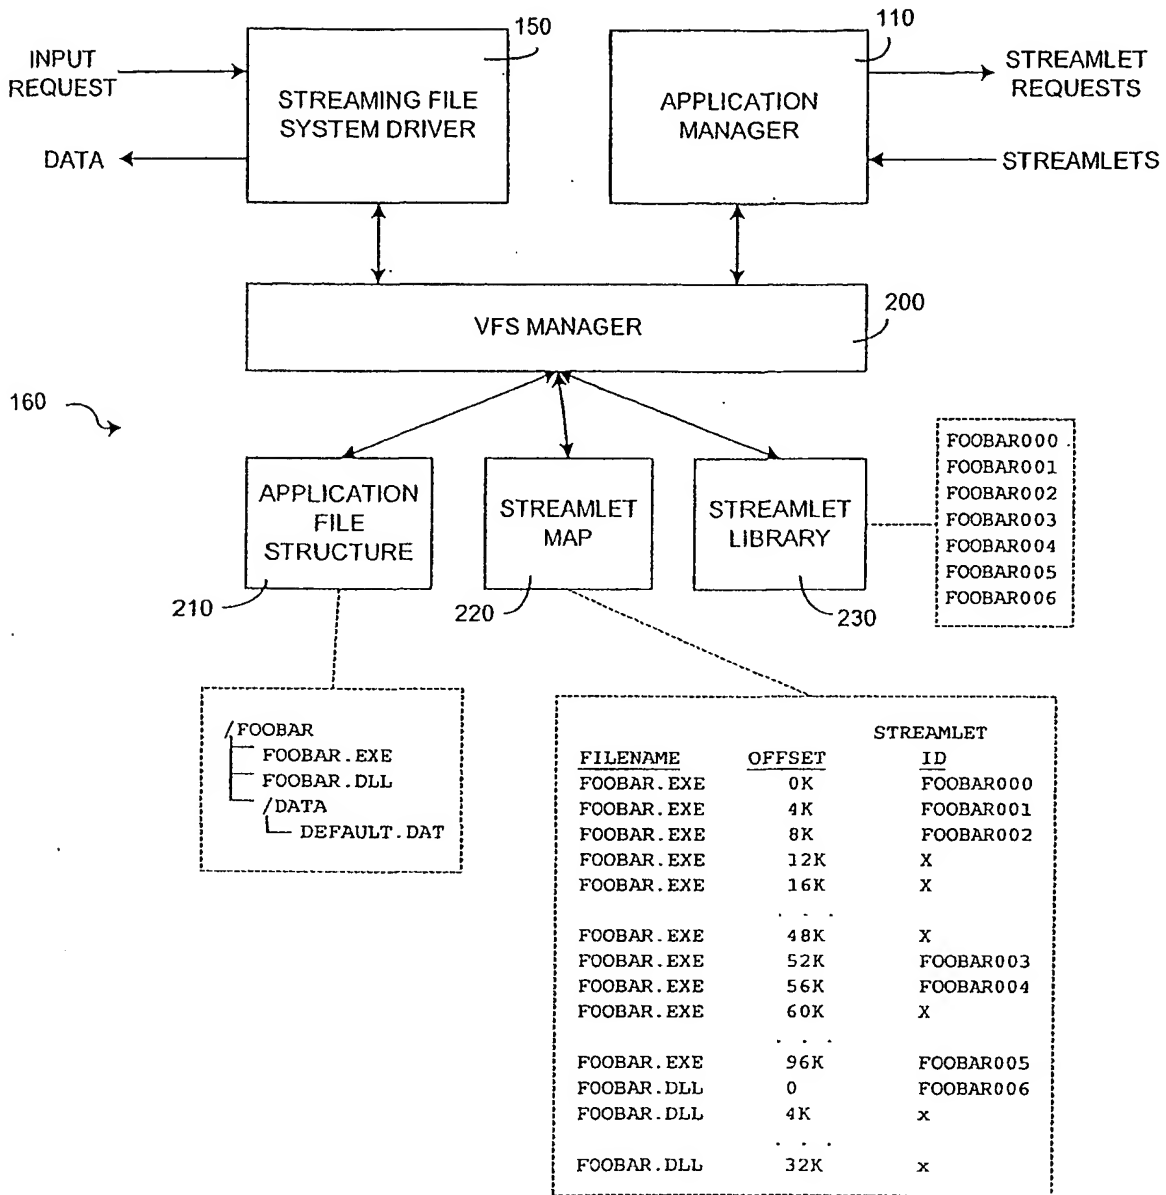 150
110
INPUT
REQUEST
DATA
STREAMING FILE
SYSTEM DRIVER
APPLICATION
MANAGER
STREAMLET
REQUESTS
STREAMLETS
VFS MANAGER
200
160
APPLICATION
FILE
STRUCTURE
210
STREAMLET
MAP
220
STREAMLET
LIBRARY
230
FOOBAR000
FOOBAR001
FOOBAR002
FOOBAR003
FOOBAR004
FOOBAR005
FOOBAR006
/FOOBAR
FOOBAR.EXE
FOOBAR.DLL
/DATA
DEFAULT.DAT
STREAMLET
FILENAME OFFSET ID
FOOBAR.EXE 0K FOOBAR000
FOOBAR.EXE 4K FOOBAR001
FOOBAR.EXE 8K FOOBAR002
FOOBAR.EXE 12K X
FOOBAR.EXE 16K X
. . .
FOOBAR.EXE 48K X
FOOBAR.EXE 52K FOOBAR003
FOOBAR.EXE 56K FOOBAR004
FOOBAR.EXE 60K X
. . .
FOOBAR.EXE 96K FOOBAR005
FOOBAR.DLL 0 FOOBAR006
FOOBAR.DLL 4K x
. . .
FOOBAR.DLL 32K x